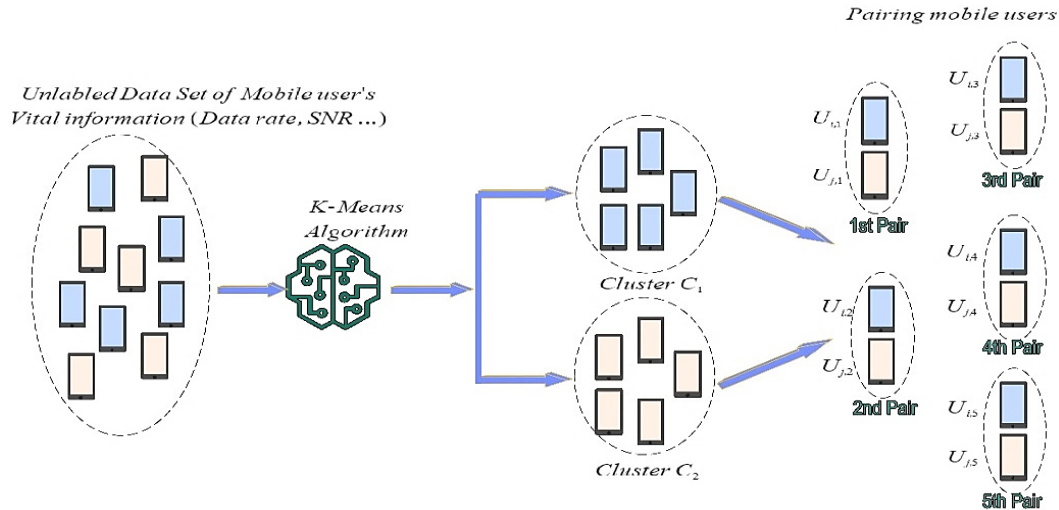 Pairing mobile users
Unlabled Data Set of Mobile user's
Vital information (Data rate, SNR ...)
K-Means
Algorithm
Cluster C₁
Cluster C₂
U_{i,1}
U_{j,1}
1st Pair
U_{i,2}
U_{j,2}
2nd Pair
U_{i,3}
U_{j,3}
3rd Pair
U_{i,4}
U_{j,4}
4th Pair
U_{i,5}
U_{j,5}
5th Pair